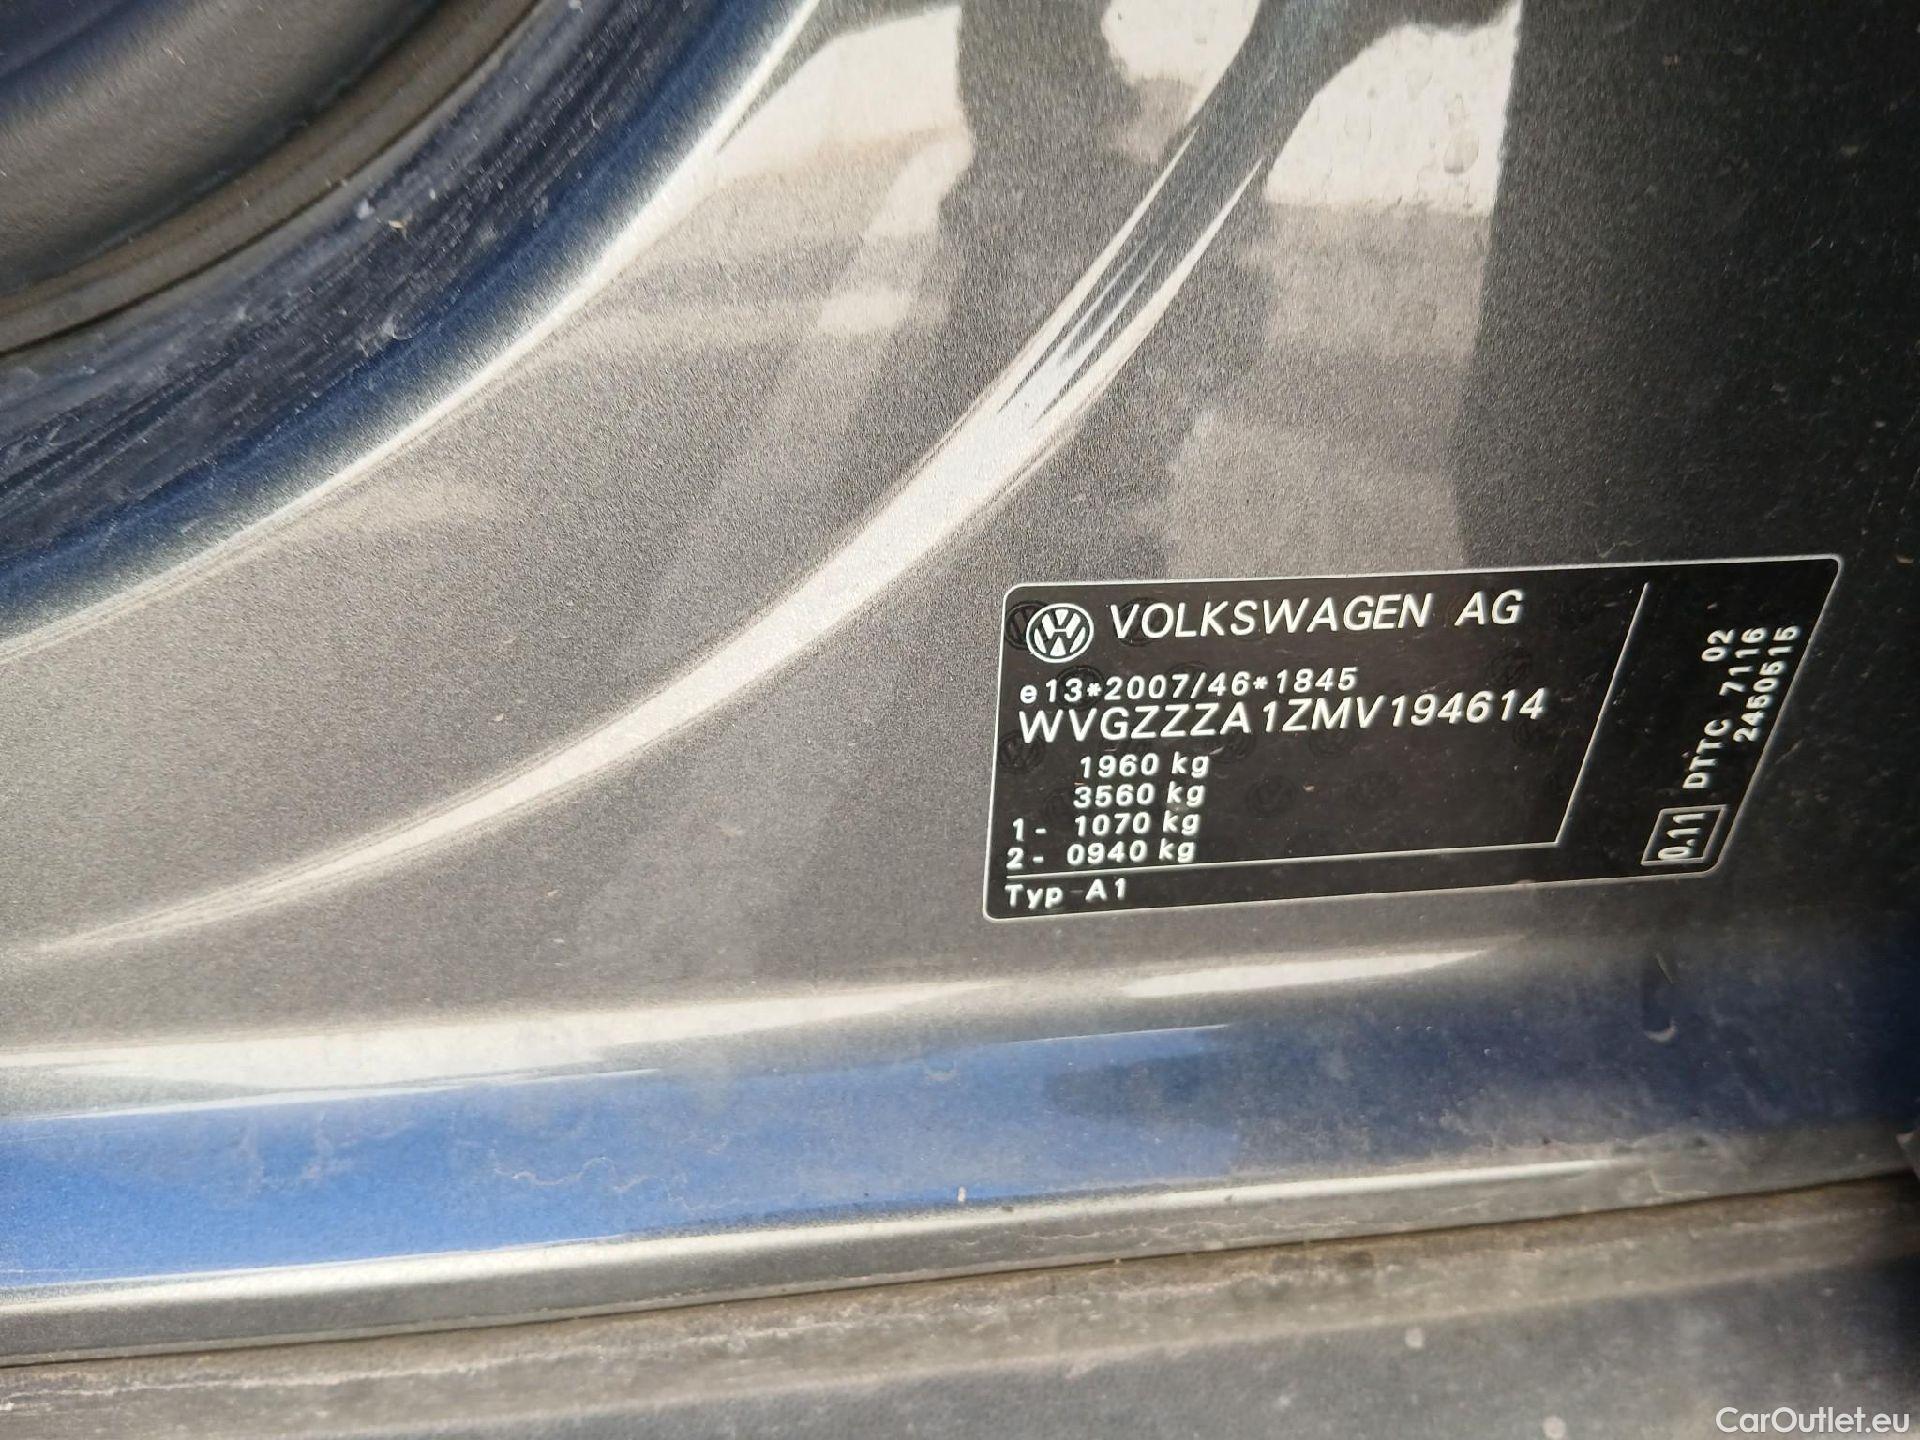 VOLKSWAGEN AG
e13*2007/46*1845
WVGZZZA1ZMV194614
1960 kg
3560 kg
1- 1070 kg
2- 0940 kg
Typ A1
0.11 DTTC 7116 02
2450515
CarOutlet.eu